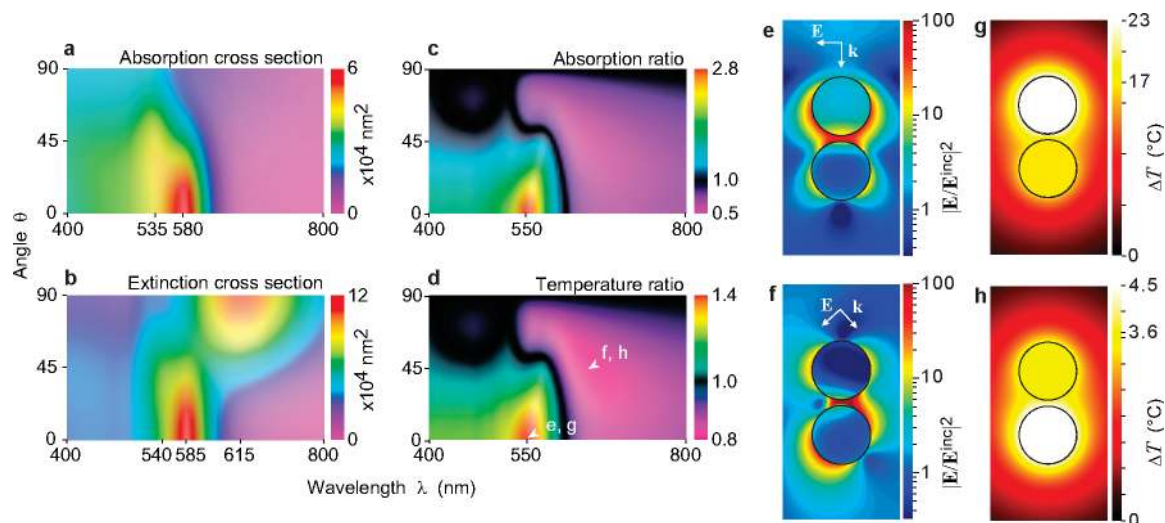 a
Absorption cross section
90
45
0
400
535
580
800
6
0
x10⁴ nm²
b
Extinction cross section
90
45
0
400
540
585
615
800
12
0
x10⁴ nm²
Angle θ
Wavelength λ (nm)
c
Absorption ratio
90
45
0
400
550
800
2.8
1.0
0.5
d
Temperature ratio
90
45
0
400
550
800
f, h
e, g
1.4
1.0
0.8
e
E
k
100
10
1
|E/Eⁱⁿᶜ|²
f
E
k
100
10
1
|E/Eⁱⁿᶜ|²
g
23
17
0
ΔT (°C)
h
4.5
3.6
0
ΔT (°C)